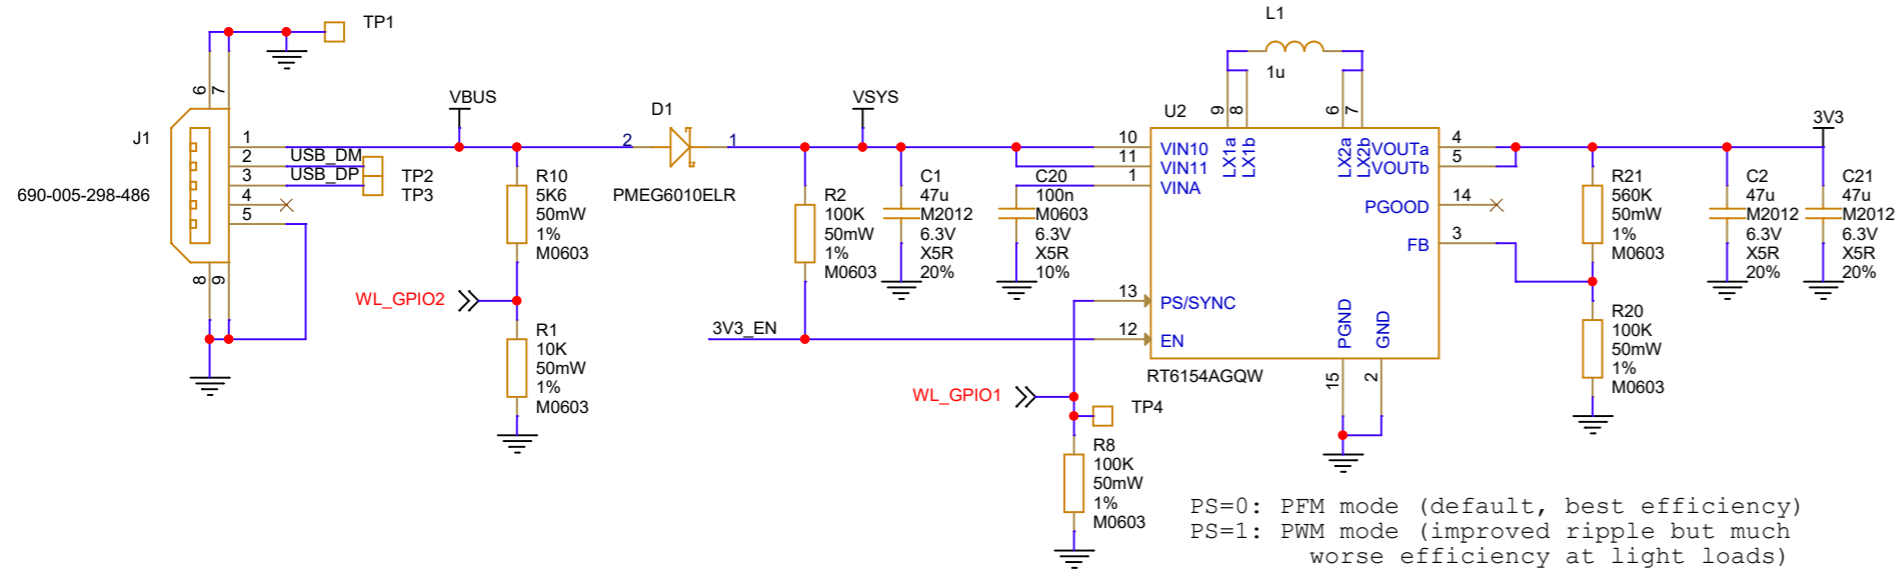 L1
1u
TP1
6
7
J1
690-005-298-486
1
2
3
4
5
8
9
USB_DM
USB_DP
TP2
TP3
VBUS
R10
5K6
50mW
1%
M0603
WL_GPIO2
R1
10K
50mW
1%
M0603
D1
2
1
PMEG6010ELR
VSYS
R2
100K
50mW
1%
M0603
C1
47u
M2012
6.3V
X5R
20%
C20
100n
M0603
6.3V
X5R
10%
3V3_EN
WL_GPIO1
TP4
R8
100K
50mW
1%
M0603
U2
9
8
6
7
LX1a
LX1b
LX2a
LX2b
10
VIN10
11
VIN11
1
VINA
13
PS/SYNC
12
EN
RT6154AGQW
PGND
GND
15
2
VOUTa
4
VOUTb
5
PGOOD
14
FB
3
R21
560K
50mW
1%
M0603
R20
100K
50mW
1%
M0603
C2
47u
M2012
6.3V
X5R
20%
3V3
C21
47u
M2012
6.3V
X5R
20%
PS=0: PFM mode (default, best efficiency)
PS=1: PWM mode (improved ripple but much
worse efficiency at light loads)